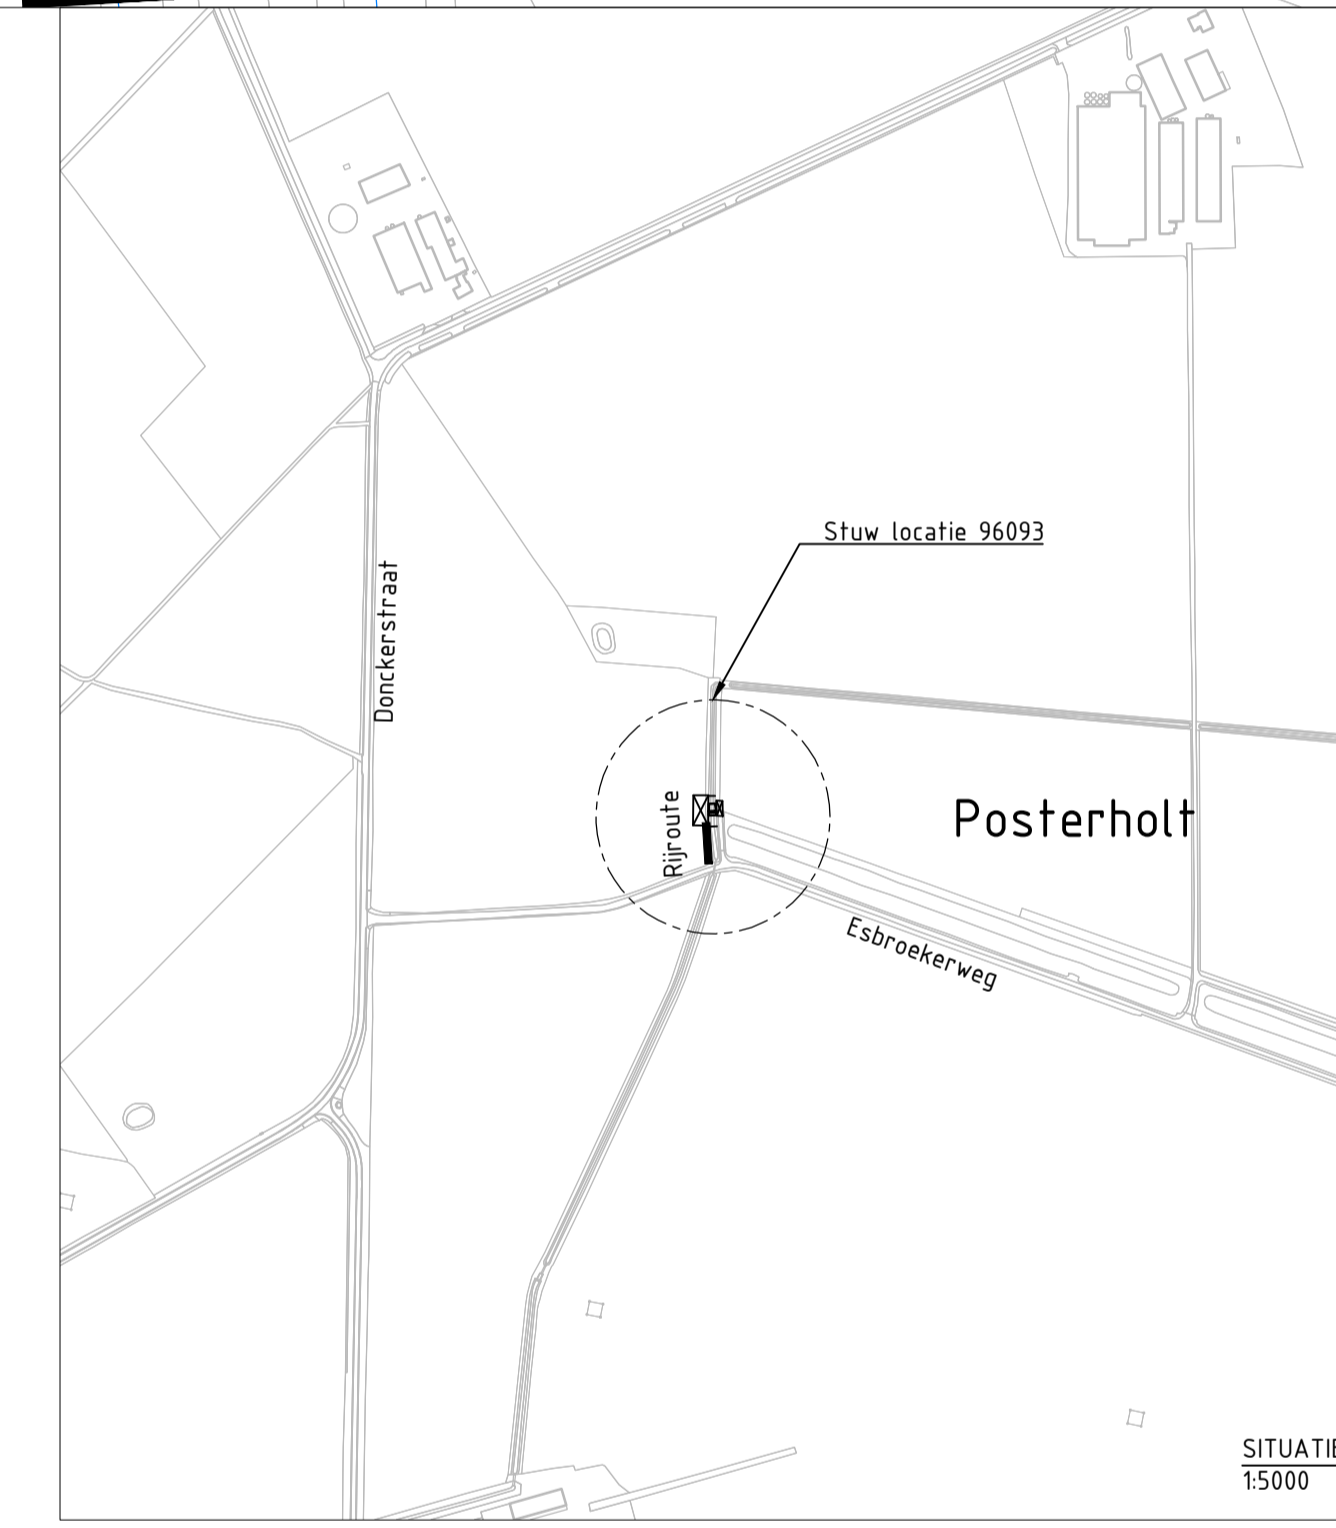 Stuw locatie 96093
Donckerstraat
Rijroute
Posterholt
Esbroekerweg
SITUATIE
1:5000